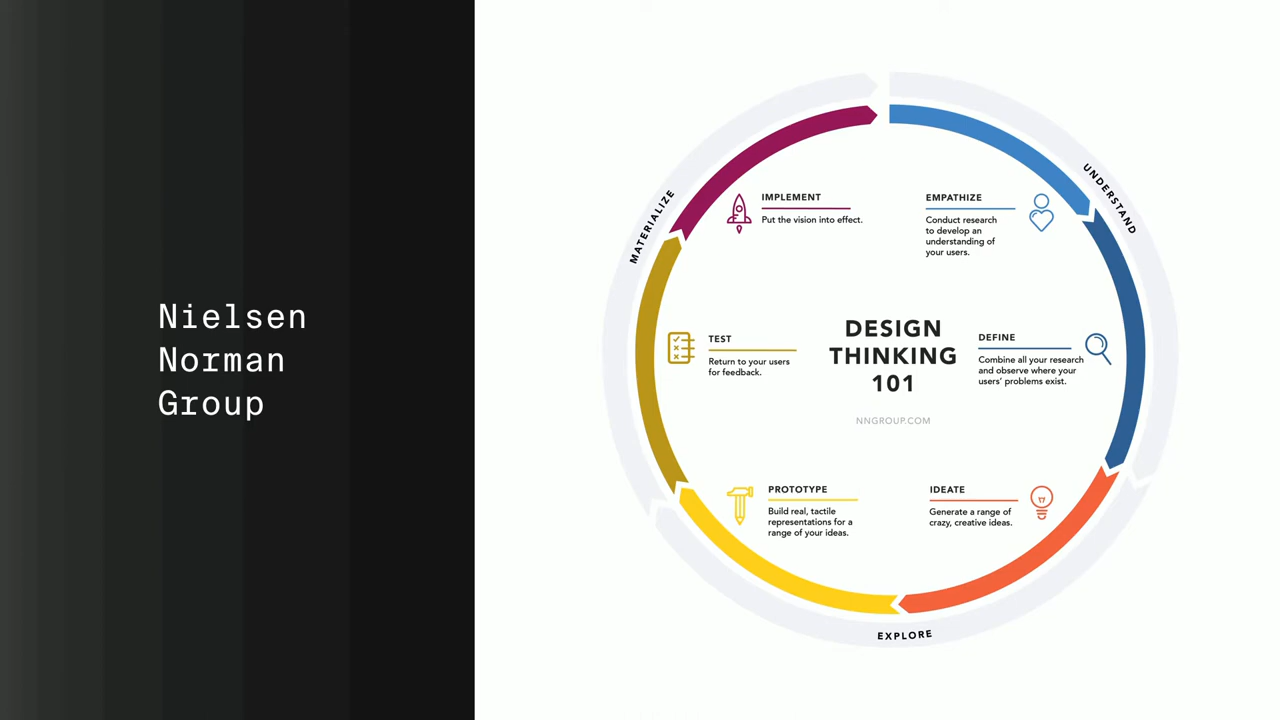 Nielsen
Norman
Group
UNDERSTAND
EMPATHIZE
Conduct research
to develop an
understanding of
your users.
DEFINE
Combine all your research
and observe where your
users' problems exist.
IDEATE
Generate a range of
crazy, creative ideas.
EXPLORE
PROTOTYPE
Build real, tactile
representations for a
range of your ideas.
TEST
Return to your users
for feedback.
MATERIALIZE
IMPLEMENT
Put the vision into effect.
DESIGN
THINKING
101
NNGROUP.COM